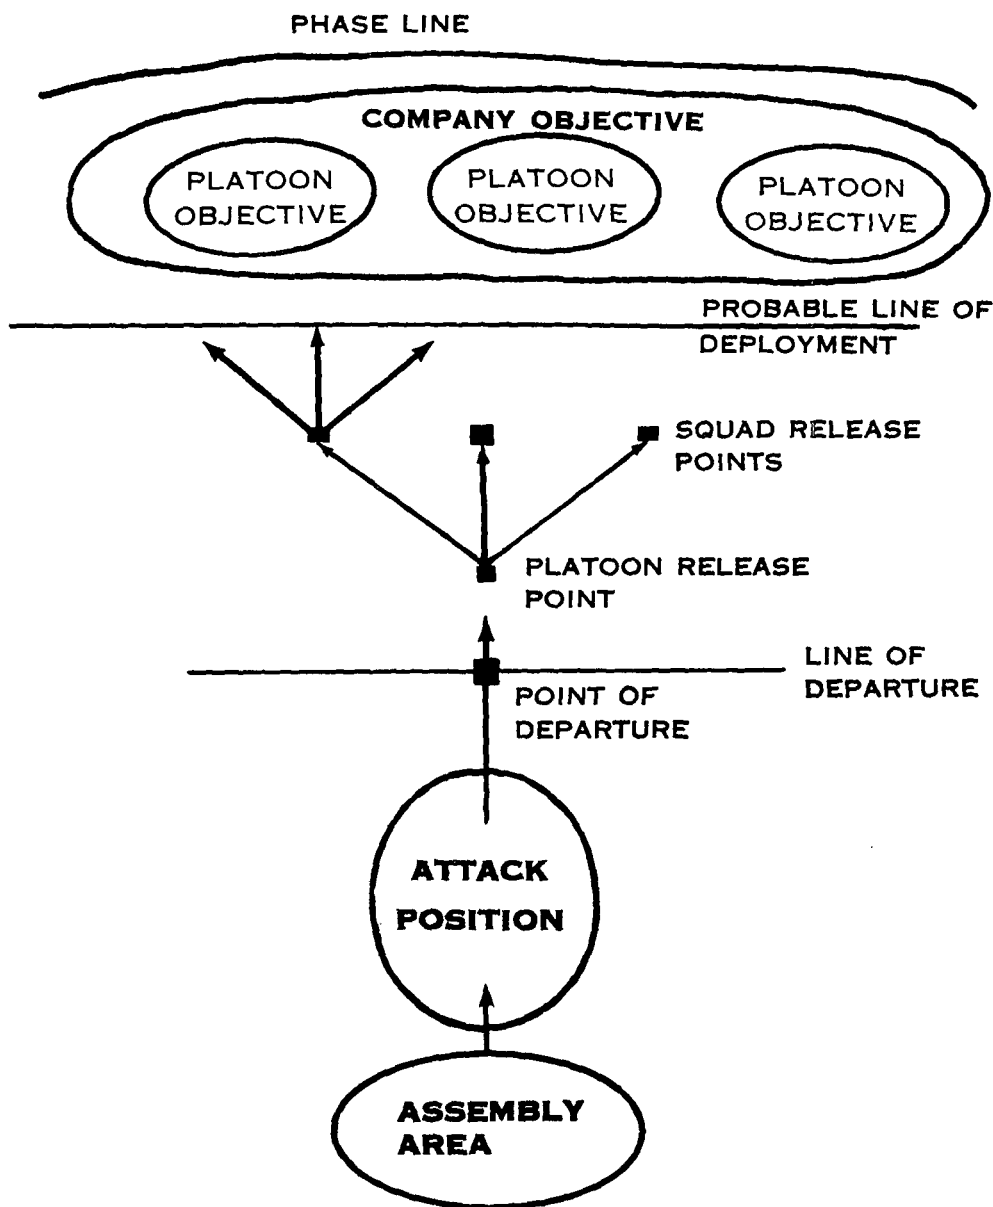 PHASE LINE
COMPANY OBJECTIVE
PLATOON
OBJECTIVE
PLATOON
OBJECTIVE
PLATOON
OBJECTIVE
PROBABLE LINE OF
DEPLOYMENT
SQUAD RELEASE
POINTS
PLATOON RELEASE
POINT
LINE OF
DEPARTURE
POINT OF
DEPARTURE
ATTACK
POSITION
ASSEMBLY
AREA